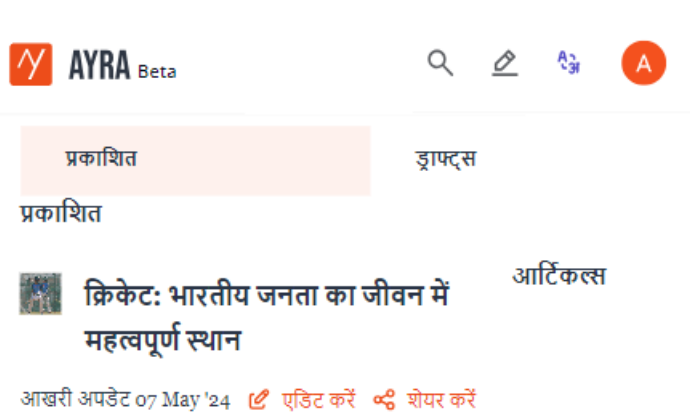 AYRA Beta
A
प्रकाशित ड्राफ्ट्स
प्रकाशित
क्रिकेट: भारतीय जनता का जीवन में
महत्वपूर्ण स्थान
आर्टिकल्स
आखरी अपडेट 07 May '24 एडिट करें शेयर करें